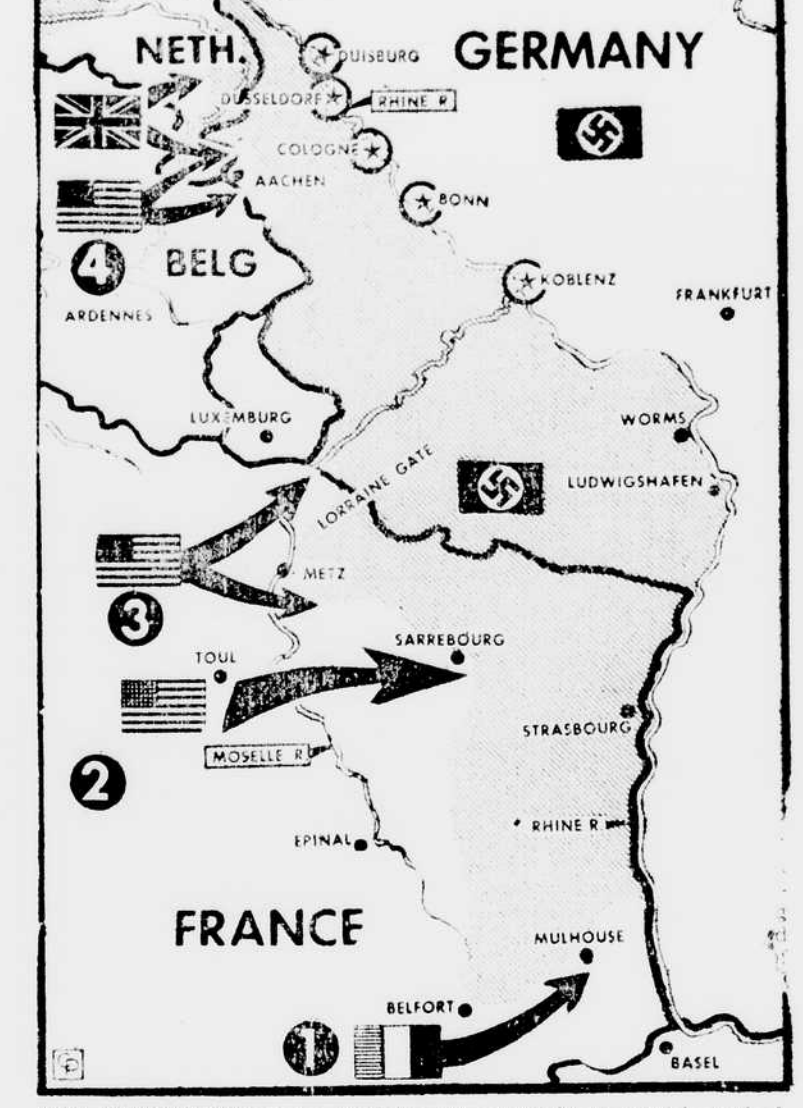 NETH.
GERMANY
DUISBURG
DUSSELDORF
RHINE R
COLOGNE
AACHEN
BONN
4
BELG
KOBLENZ
FRANKFURT
ARDENNES
LUXEMBURG
WORMS
LORRAINE GATE
LUDWIGSHAFEN
METZ
3
SARREBOURG
TOUL
STRASBOURG
MOSELLE R
2
RHINE R.
EPINAL
FRANCE
MULHOUSE
BELFORT
1
BASEL